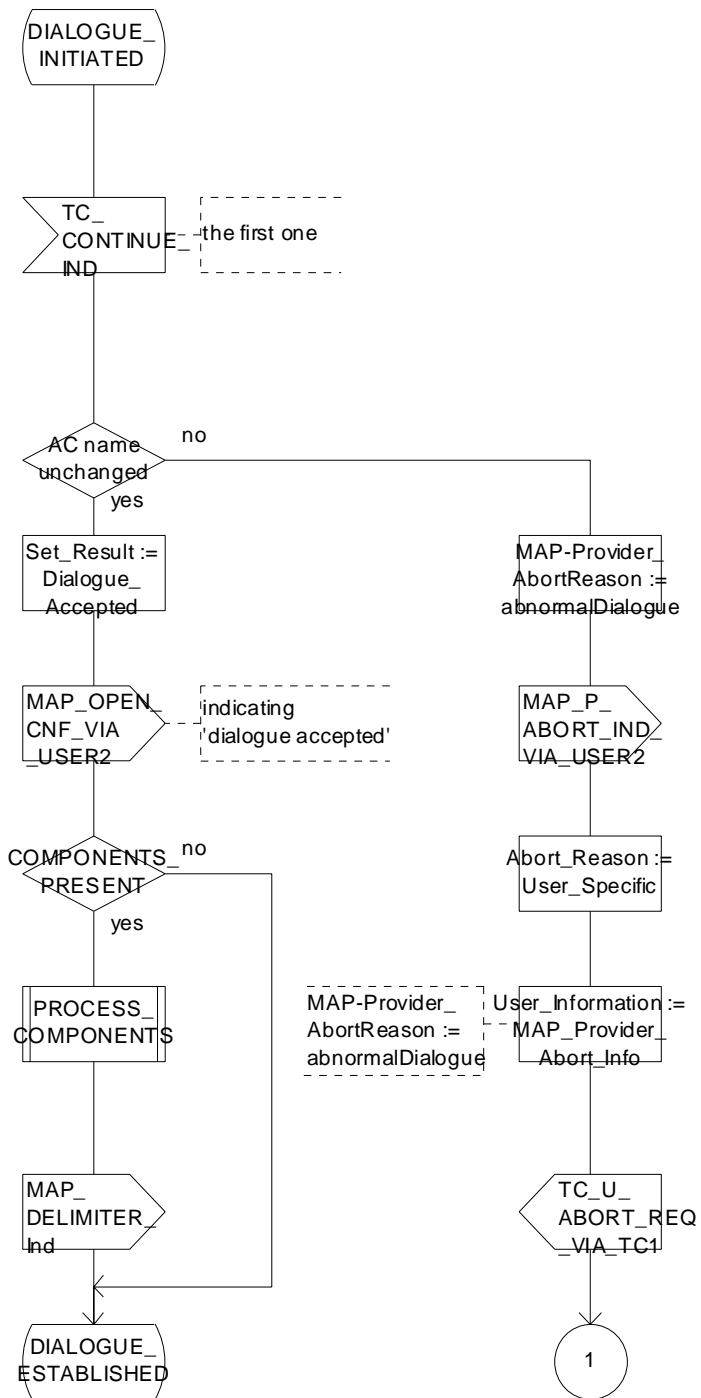 DIALOGUE_
INITIATED
TC_
CONTINUE_
IND
the first one
AC name
unchanged
no
yes
Set_Result :=
Dialogue_
Accepted
MAP-Provider_
AbortReason :=
abnormalDialogue
MAP_OPEN_
CNF_VIA
_USER2
indicating
'dialogue accepted'
MAP_P_
ABORT_IND_
VIA_USER2
COMPONENTS_
PRESENT
no
yes
Abort_Reason :=
User_Specific
PROCESS_
COMPONENTS
MAP-Provider_
AbortReason :=
abnormalDialogue
User_Information :=
MAP_Provider_
Abort_Info
MAP_
DELIMITER_
Ind
TC_U_
ABORT_REQ
_VIA_TC1
DIALOGUE_
ESTABLISHED
1